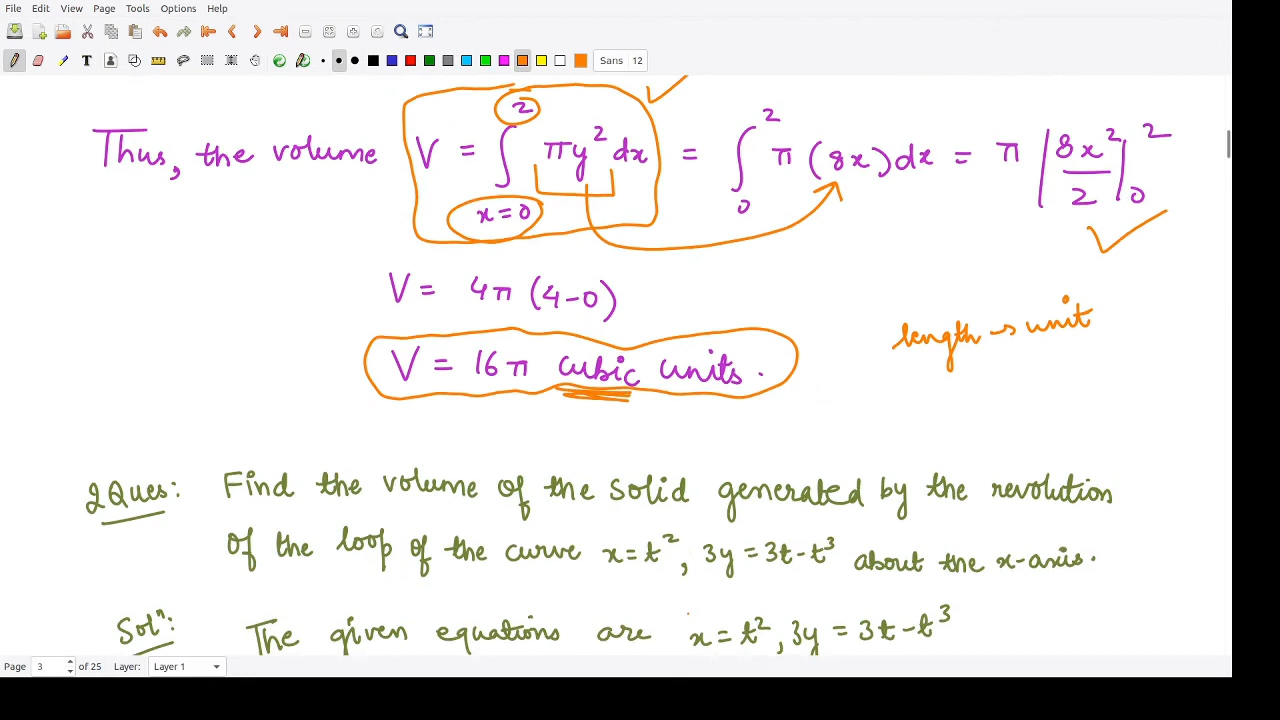 File Edit View Page Tools Options Help
T Sans 12
Thus, the volume V = ∫_{x=0}^{2} πy² dx = ∫_0^2 π (8x) dx = π |8x²/2|_0^2
V = 4π (4-0)
length → unit
V = 16π cubic units.
2Ques: Find the volume of the solid generated by the revolution
of the loop of the curve x = t², 3y = 3t - t³ about the x-axis.
Solⁿ: The given equations are x = t², 3y = 3t - t³
Page 3 of 25 Layer: Layer 1